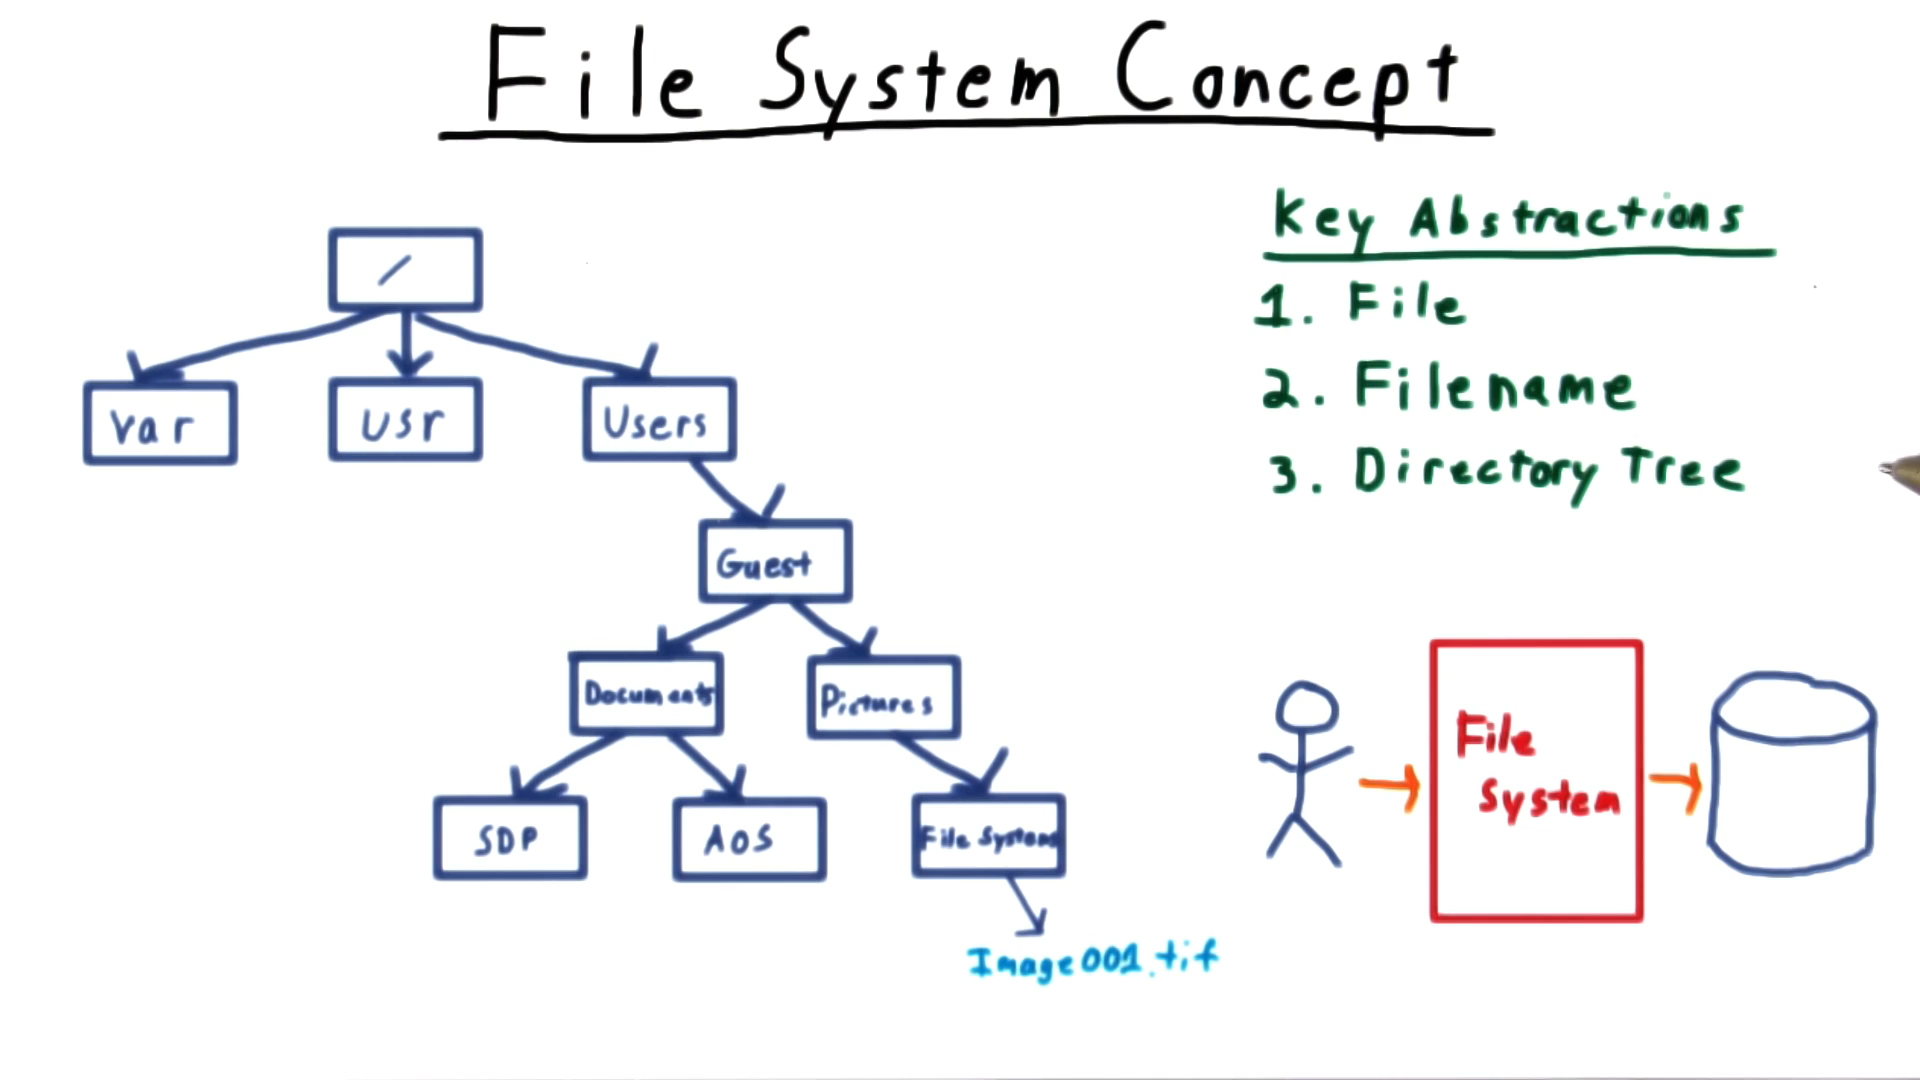 File System Concept
Key Abstractions
1. File
2. Filename
3. Directory Tree
/
Var
usr
Users
Guest
Documents
Pictures
SDP
AOS
File Systems
Image001.tif
File
System